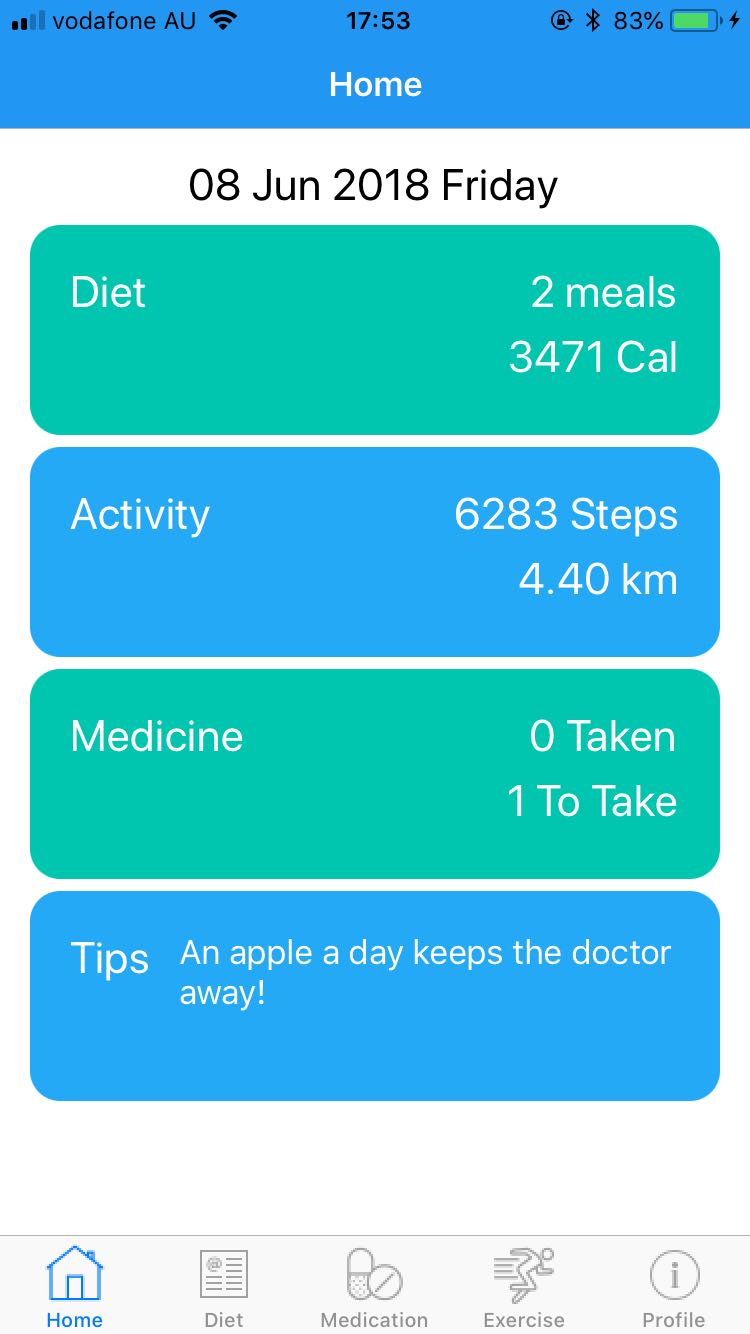 vodafone AU 17:53 83%
Home
08 Jun 2018 Friday
Diet 2 meals
3471 Cal
Activity 6283 Steps
4.40 km
Medicine 0 Taken
1 To Take
Tips An apple a day keeps the doctor
away!
Home Diet Medication Exercise Profile